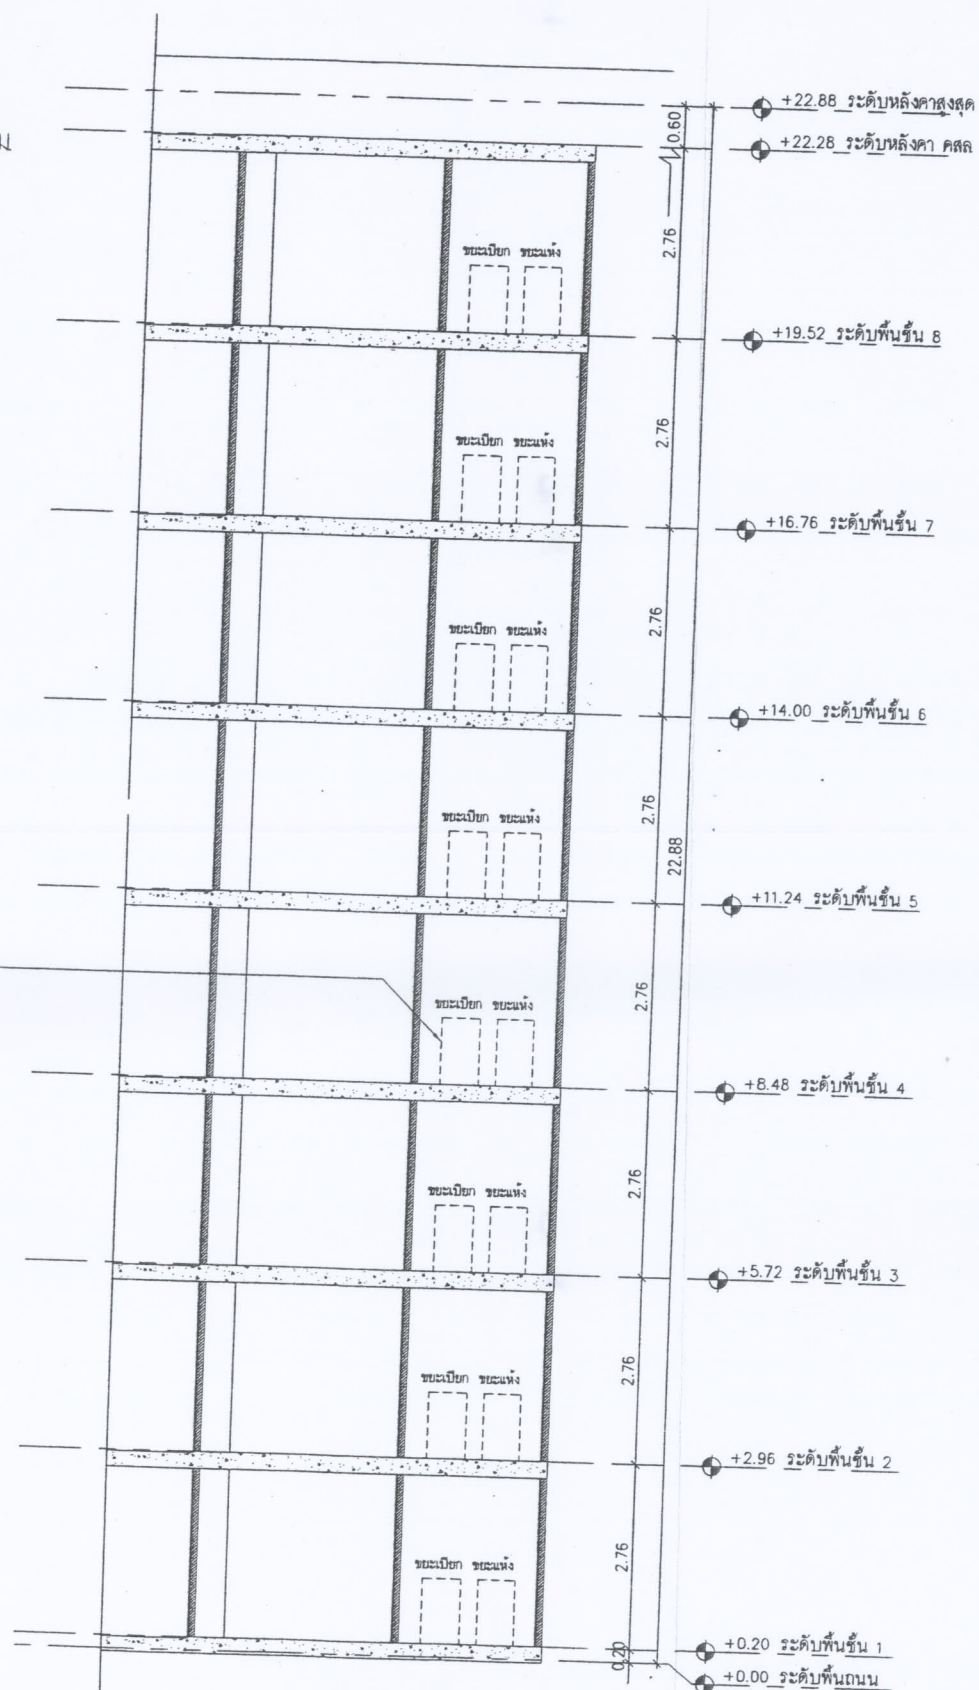 +22.88 ระดับหลังคาสูงสุด
0.60
+22.28 ระดับหลังคา คสล
2.76
ขยะเปียก ขยะแห้ง
+19.52 ระดับพื้นชั้น 8
2.76
ขยะเปียก ขยะแห้ง
+16.76 ระดับพื้นชั้น 7
2.76
ขยะเปียก ขยะแห้ง
+14.00 ระดับพื้นชั้น 6
2.76
ขยะเปียก ขยะแห้ง
22.88
+11.24 ระดับพื้นชั้น 5
2.76
ขยะเปียก ขยะแห้ง
+8.48 ระดับพื้นชั้น 4
2.76
ขยะเปียก ขยะแห้ง
+5.72 ระดับพื้นชั้น 3
2.76
ขยะเปียก ขยะแห้ง
+2.96 ระดับพื้นชั้น 2
2.76
ขยะเปียก ขยะแห้ง
+0.20 ระดับพื้นชั้น 1
0.20
+0.00 ระดับพื้นถนน